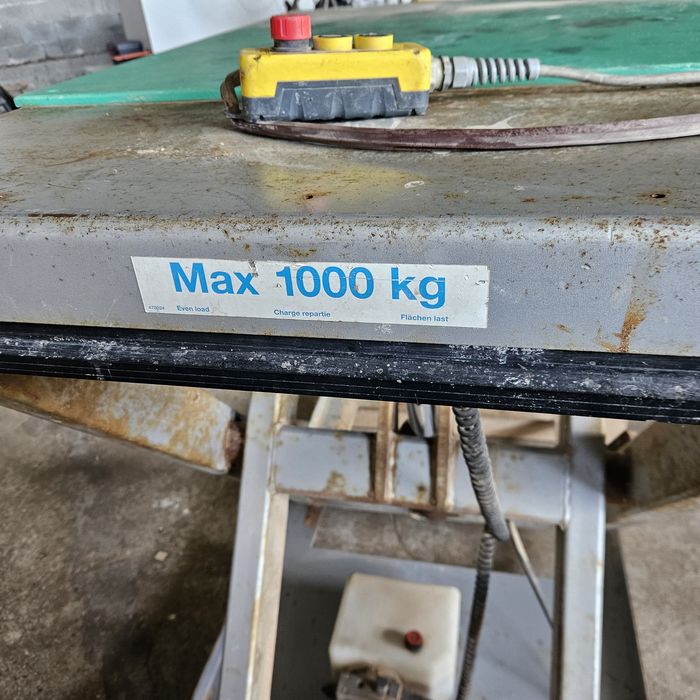 Max 1000 kg
Even load Charge repartie Flächen last